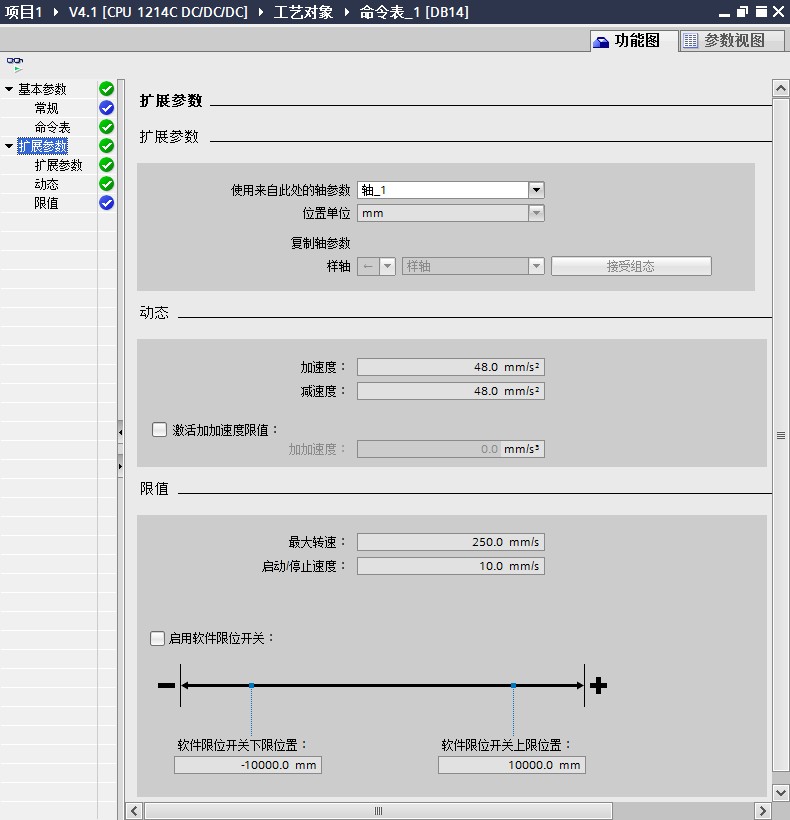 项目1 ▸ V4.1 [CPU 1214C DC/DC/DC] ▸ 工艺对象 ▸ 命令表_1 [DB14]
功能图 参数视图
基本参数
常规
命令表
扩展参数
扩展参数
动态
限值
扩展参数
扩展参数
使用来自此处的轴参数 轴_1
位置单位 mm
复制轴参数
样轴 ← 样轴 接受组态
动态
加速度： 48.0 mm/s²
减速度： 48.0 mm/s²
激活加加速度限值：
加加速度： 0.0 mm/s³
限值
最大转速： 250.0 mm/s
启动/停止速度： 10.0 mm/s
启用软件限位开关：
软件限位开关下限位置： 软件限位开关上限位置：
-10000.0 mm 10000.0 mm